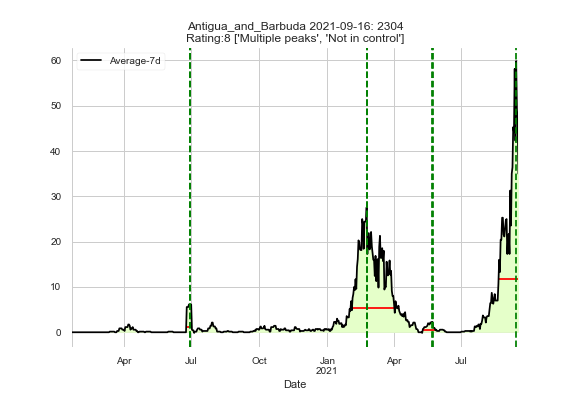 Antigua_and_Barbuda 2021-09-16: 2304
Rating:8 ['Multiple peaks', 'Not in control']
Average-7d
60
50
40
30
20
10
0
Apr
Jul
Oct
Jan
2021
Apr
Jul
Date